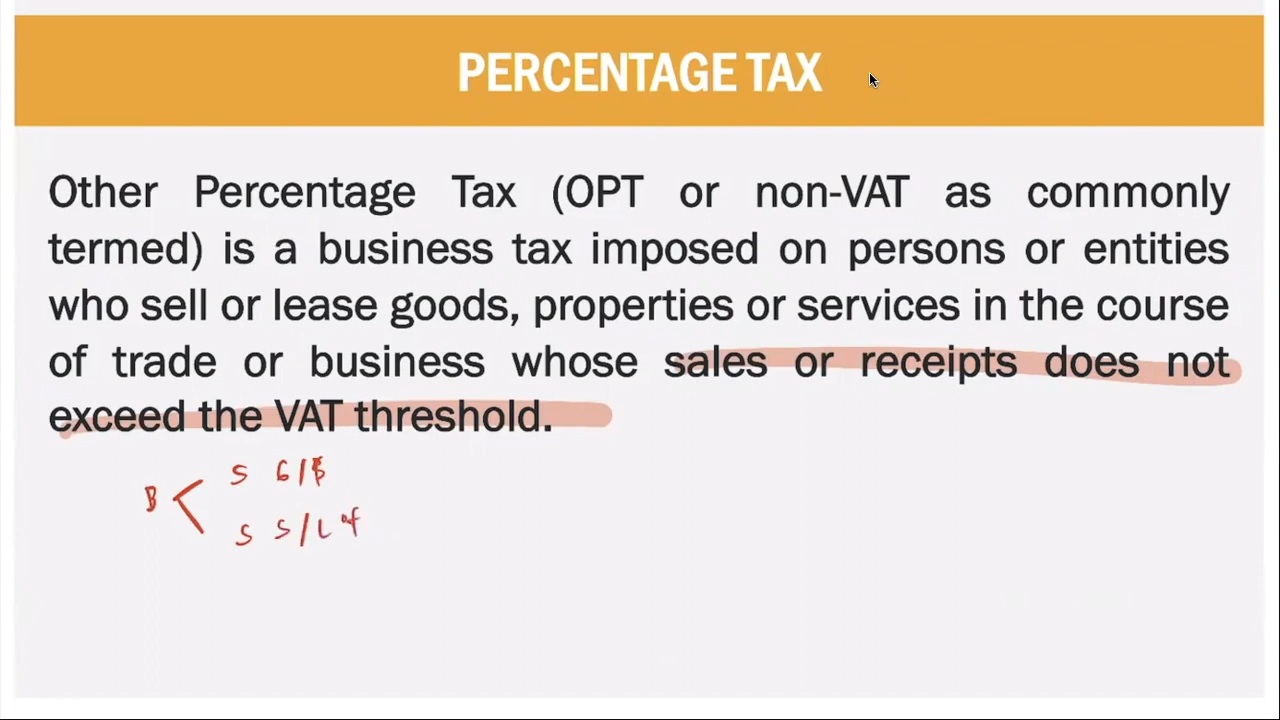 PERCENTAGE TAX
Other Percentage Tax (OPT or non-VAT as commonly
termed) is a business tax imposed on persons or entities
who sell or lease goods, properties or services in the course
of trade or business whose sales or receipts does not
exceed the VAT threshold.
S G/
B
S S/L of